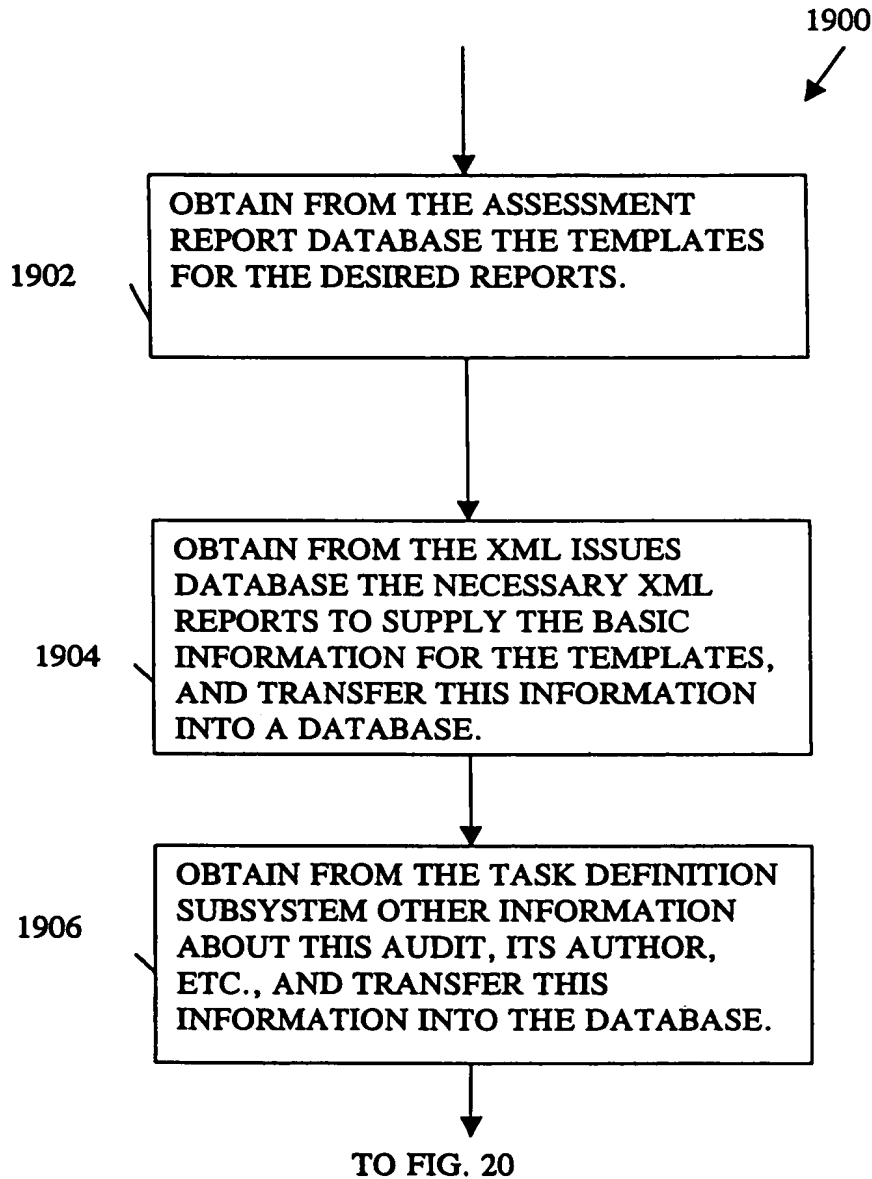 1900
OBTAIN FROM THE ASSESSMENT
REPORT DATABASE THE TEMPLATES
FOR THE DESIRED REPORTS.
1902
OBTAIN FROM THE XML ISSUES
DATABASE THE NECESSARY XML
REPORTS TO SUPPLY THE BASIC
INFORMATION FOR THE TEMPLATES,
AND TRANSFER THIS INFORMATION
INTO A DATABASE.
1904
OBTAIN FROM THE TASK DEFINITION
SUBSYSTEM OTHER INFORMATION
ABOUT THIS AUDIT, ITS AUTHOR,
ETC., AND TRANSFER THIS
INFORMATION INTO THE DATABASE.
1906
TO FIG. 20